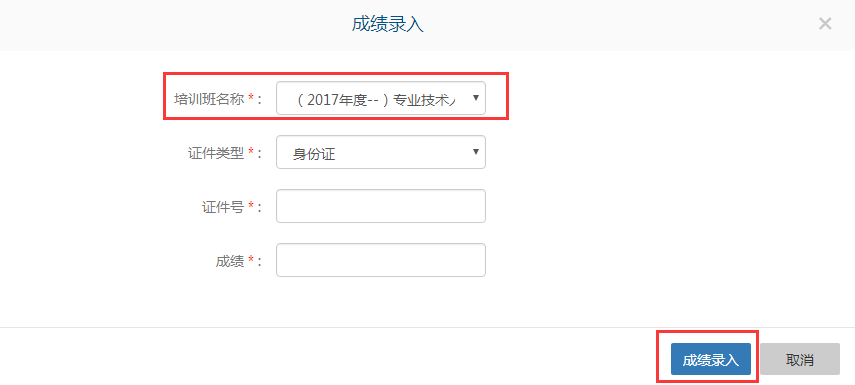 成绩录入
×
培训班名称 * ： （2017年度--）专业技术
证件类型 * ： 身份证
证件号 * ：
成绩 * ：
成绩录入 取消